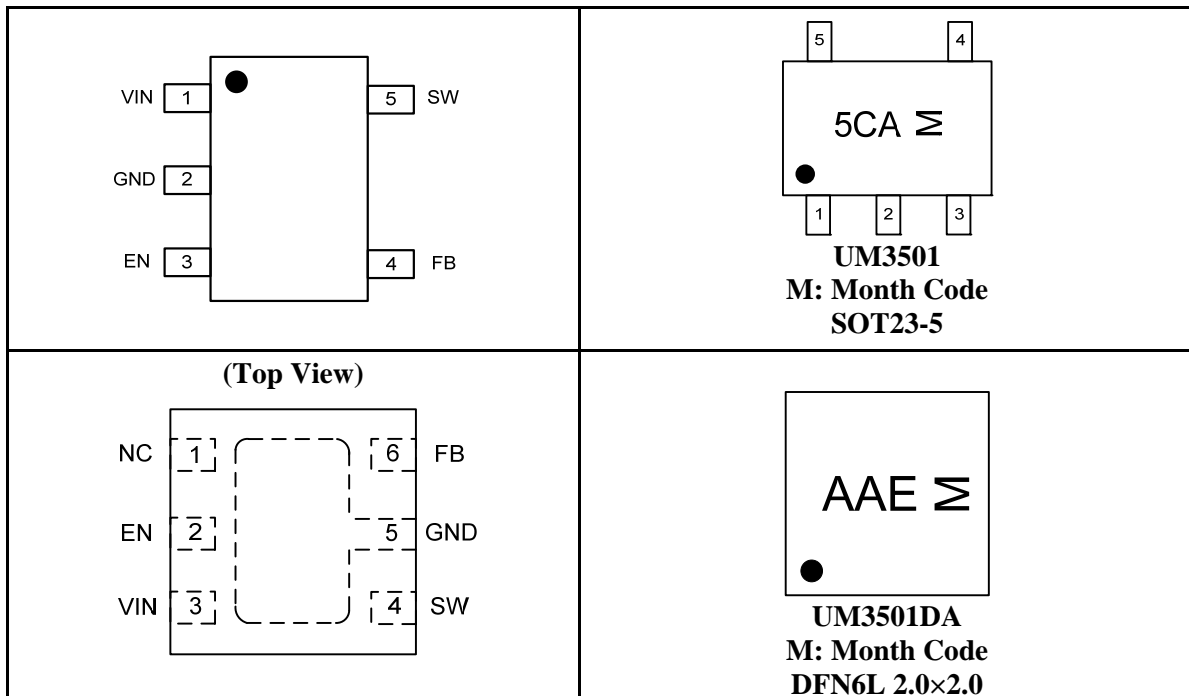 VIN 1 5 SW
GND 2
EN 3 4 FB
5 4
5CA M
1 2 3
UM3501
M: Month Code
SOT23-5
(Top View)
NC 1 6 FB
EN 2 5 GND
VIN 3 4 SW
AAE M
UM3501DA
M: Month Code
DFN6L 2.0×2.0